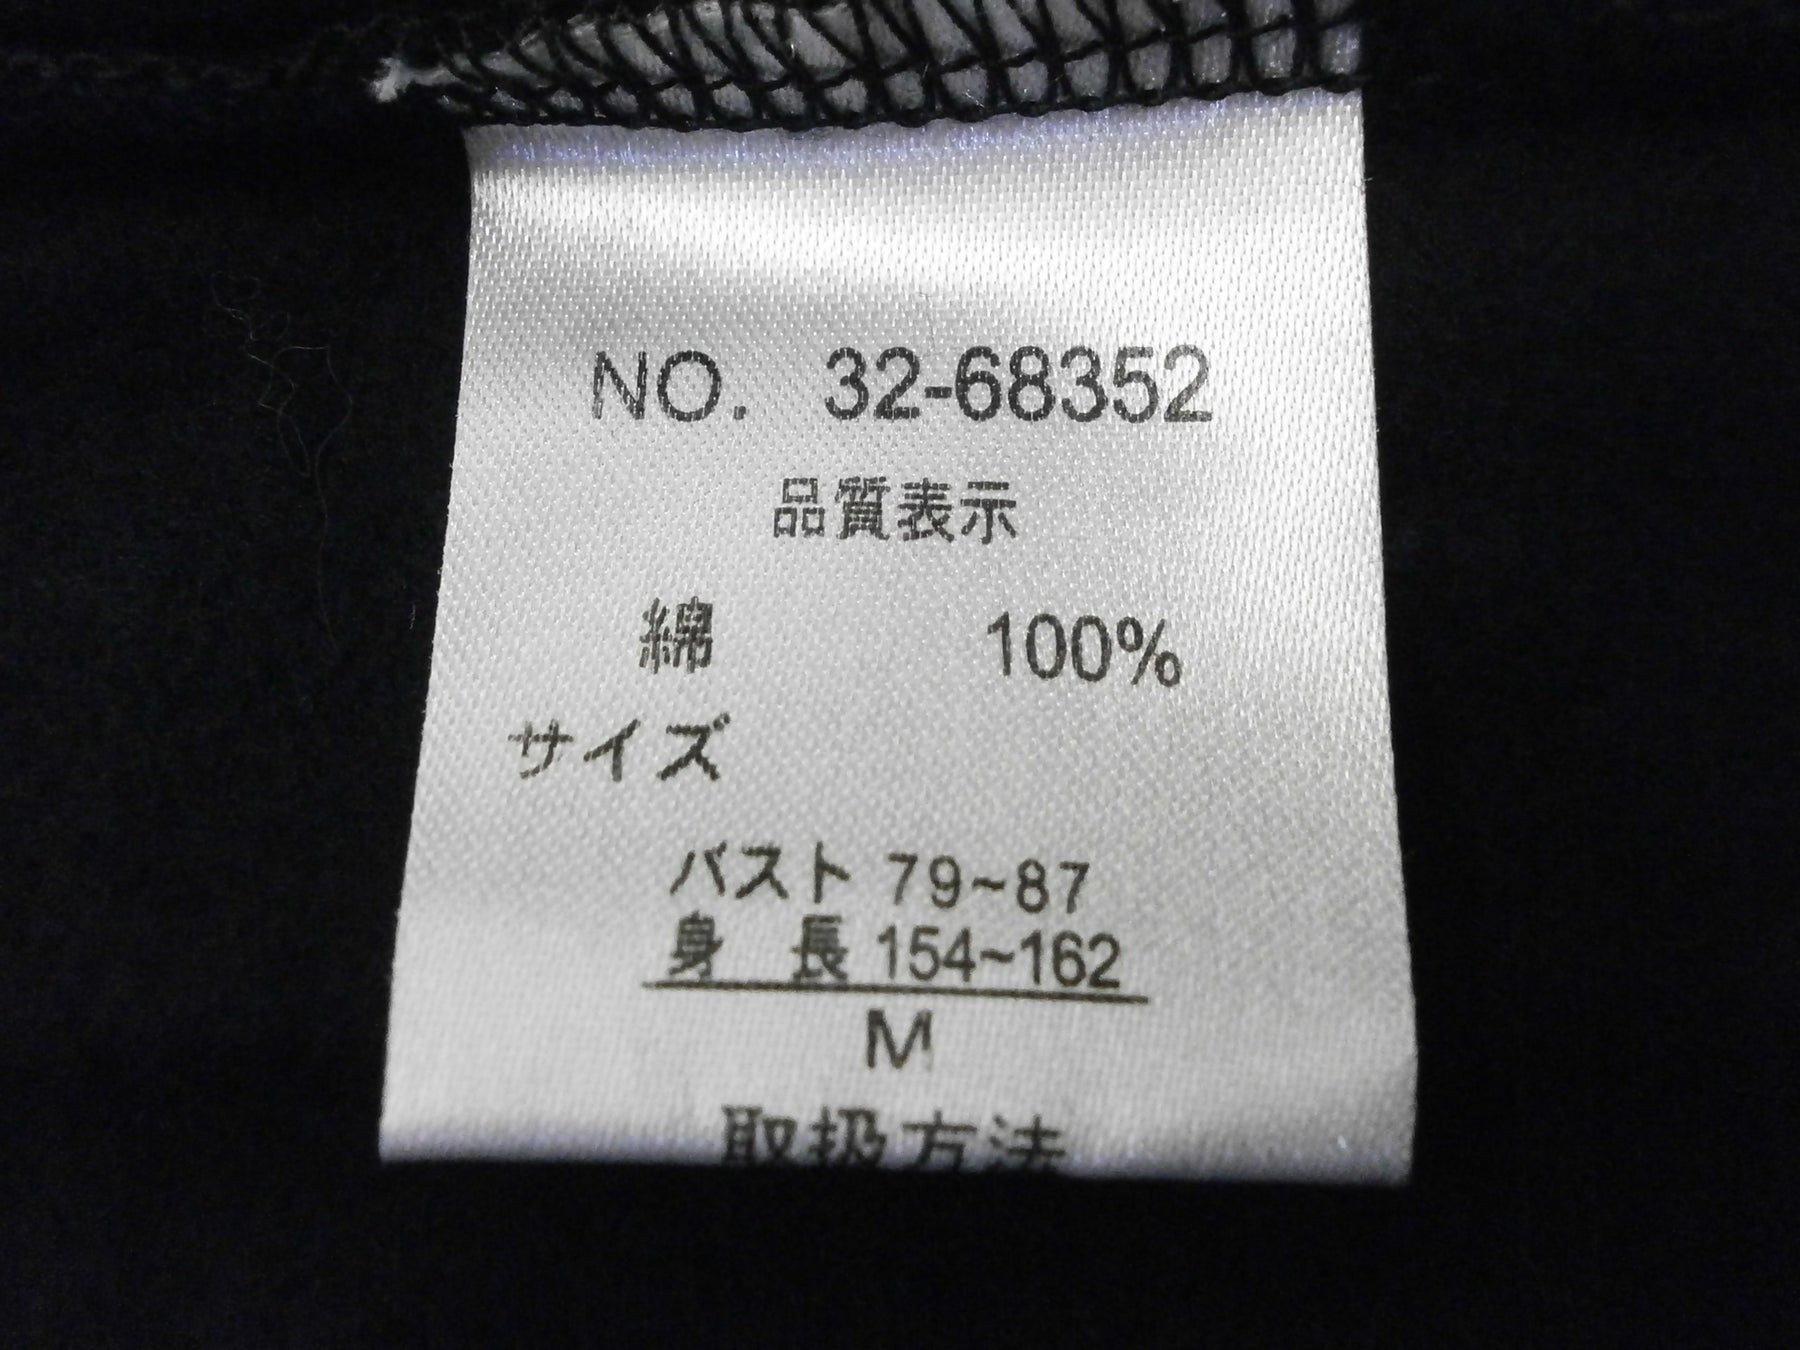 NO. 32-68352
品質表示
綿 100%
サイズ
バスト 79~87
身 長 154~162
M
取扱方法